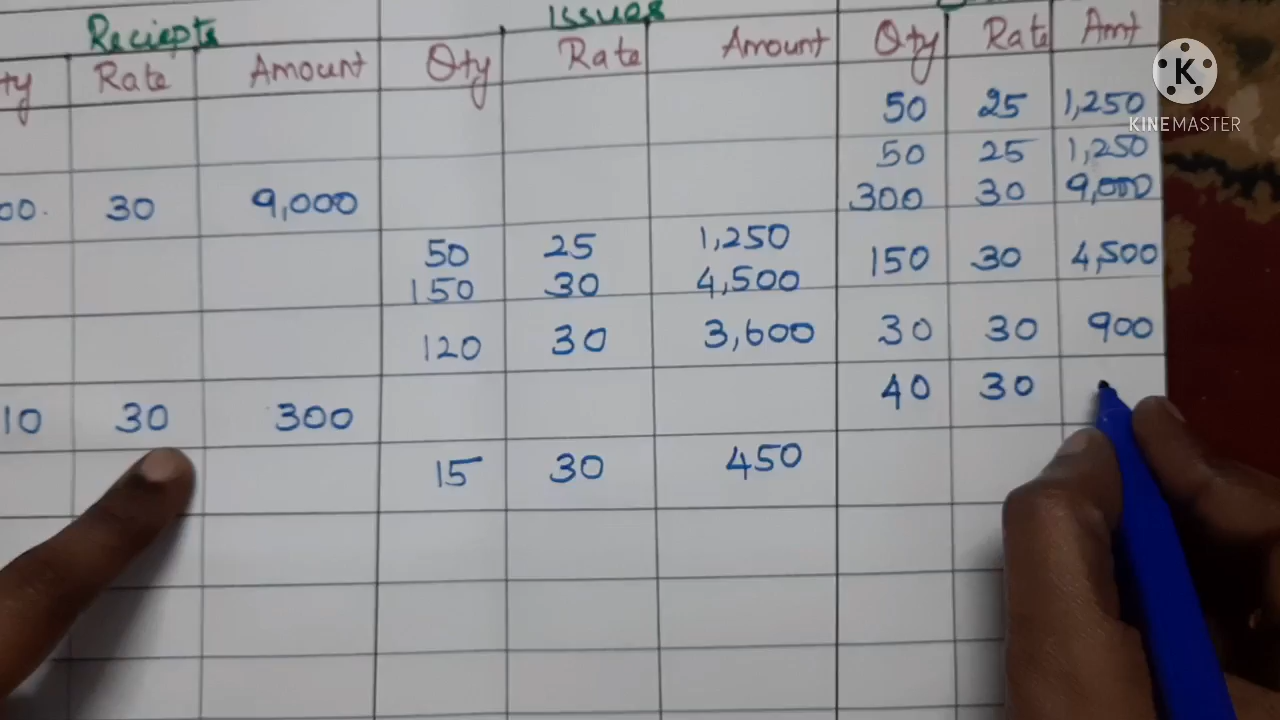 Issues
Reciepts
ty Rate Amount Qty Rate Amount Qty Rate Amt
50 25 1,250
50 25 1,250
00. 30 9,000 300 30 9,000
50 25 1,250
150 30 4,500 150 30 4,500
120 30 3,600 30 30 900
10 30 300 40 30
15 30 450
K
KINEMASTER